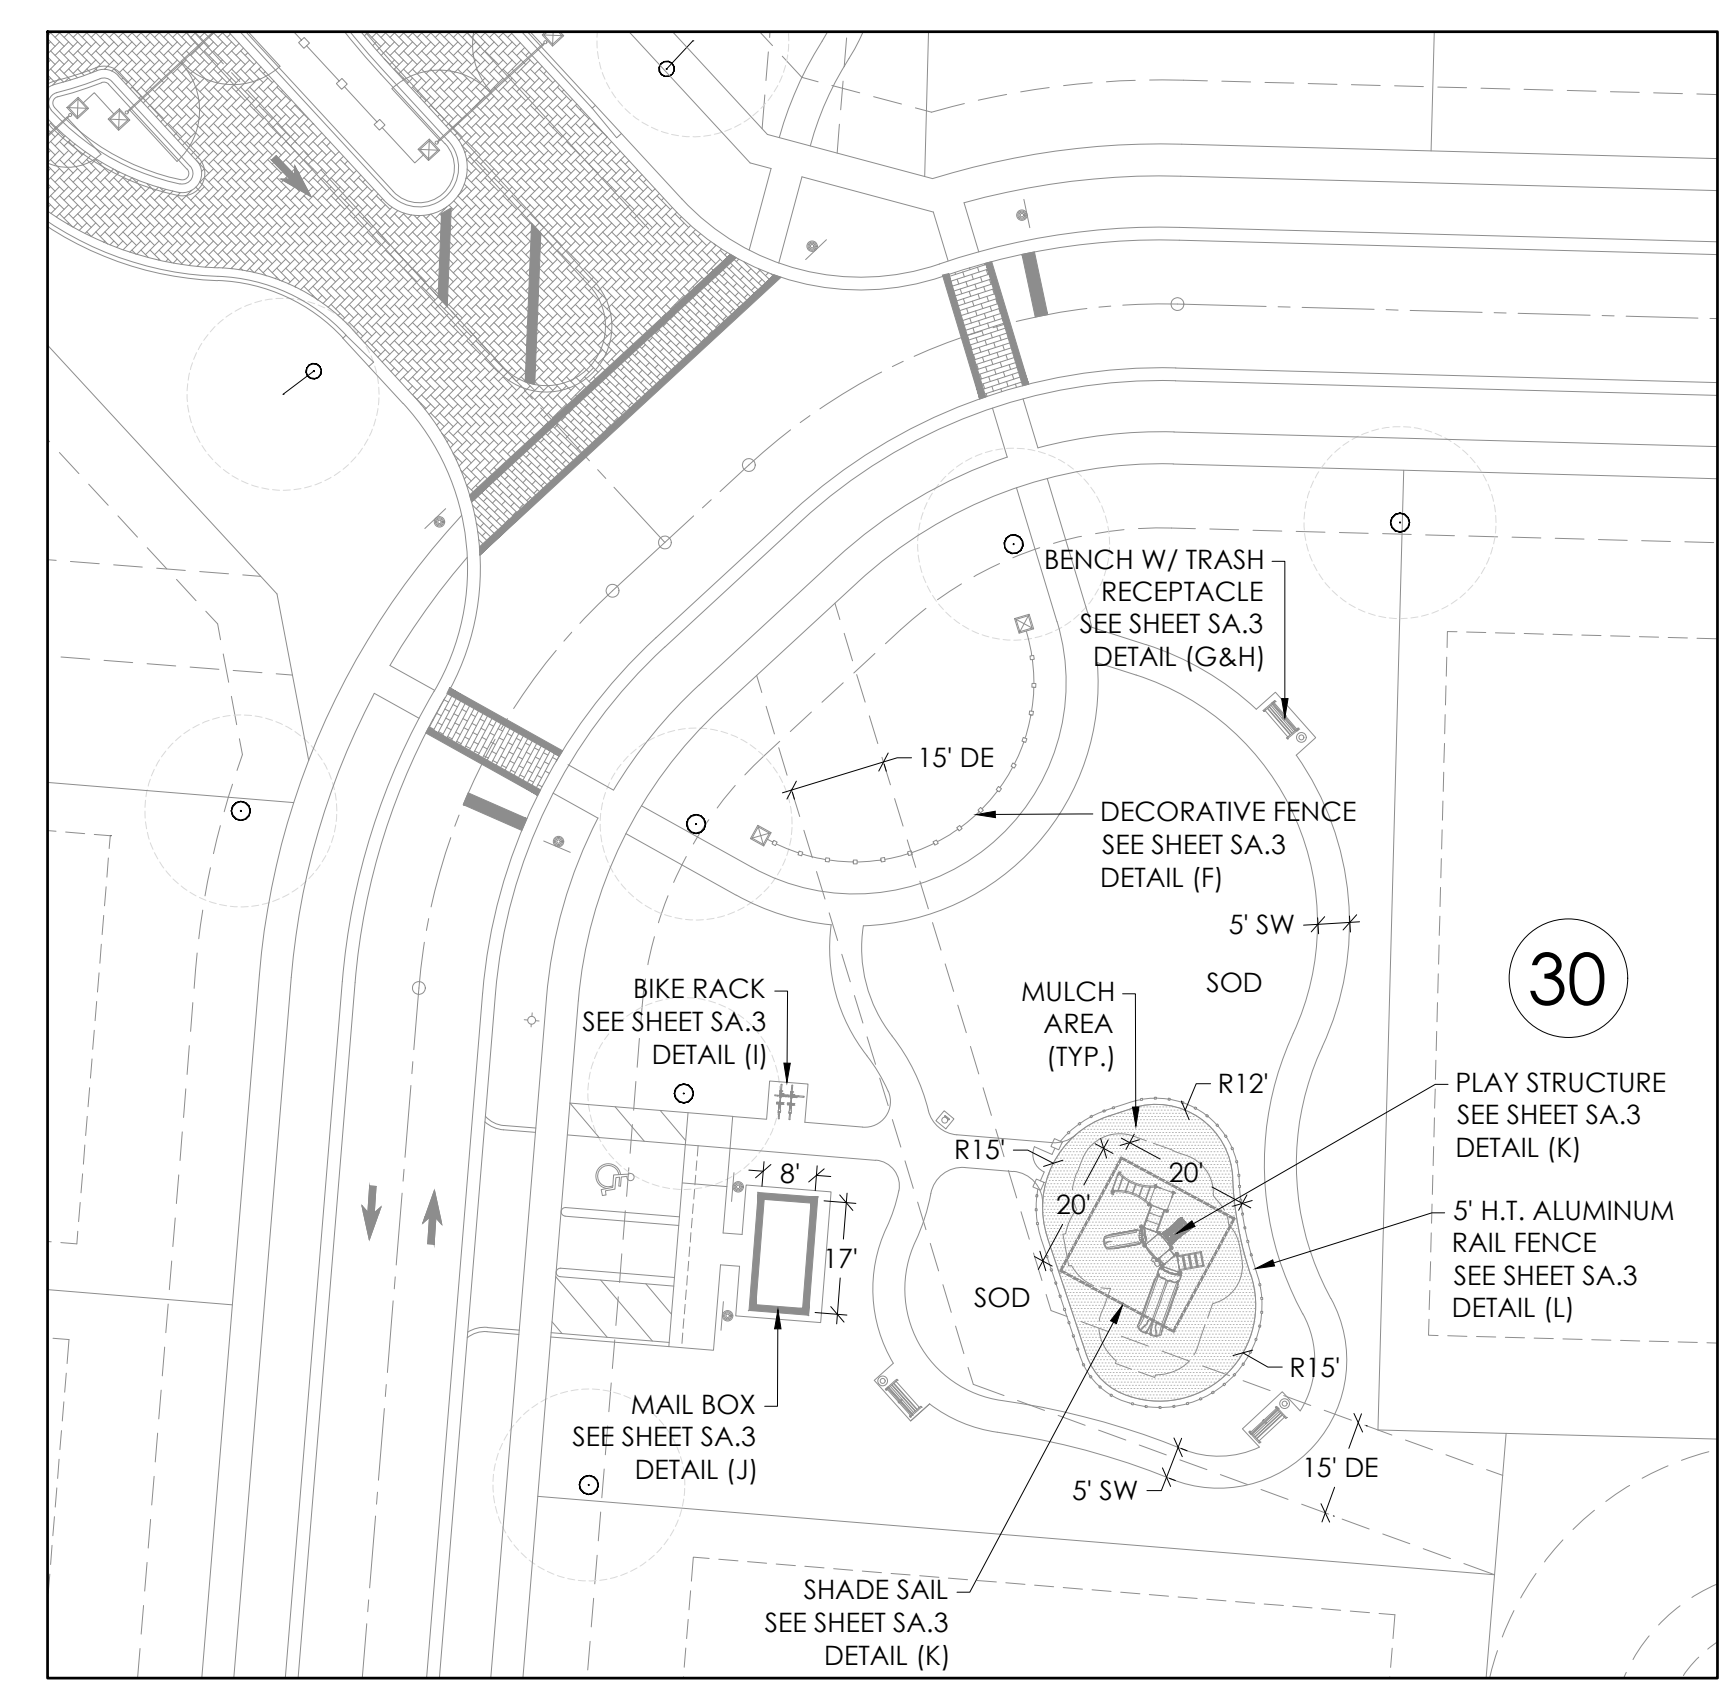 BENCH W/ TRASH
RECEPTACLE
SEE SHEET SA.3
DETAIL (G&H)
15' DE
DECORATIVE FENCE
SEE SHEET SA.3
DETAIL (F)
5' SW
SOD
30
BIKE RACK
SEE SHEET SA.3
DETAIL (I)
MULCH
AREA
(TYP.)
R12'
PLAY STRUCTURE
SEE SHEET SA.3
DETAIL (K)
R15'
8'
20'
20'
17'
5' H.T. ALUMINUM
RAIL FENCE
SEE SHEET SA.3
DETAIL (L)
SOD
R15'
MAIL BOX
SEE SHEET SA.3
DETAIL (J)
15' DE
5' SW
SHADE SAIL
SEE SHEET SA.3
DETAIL (K)